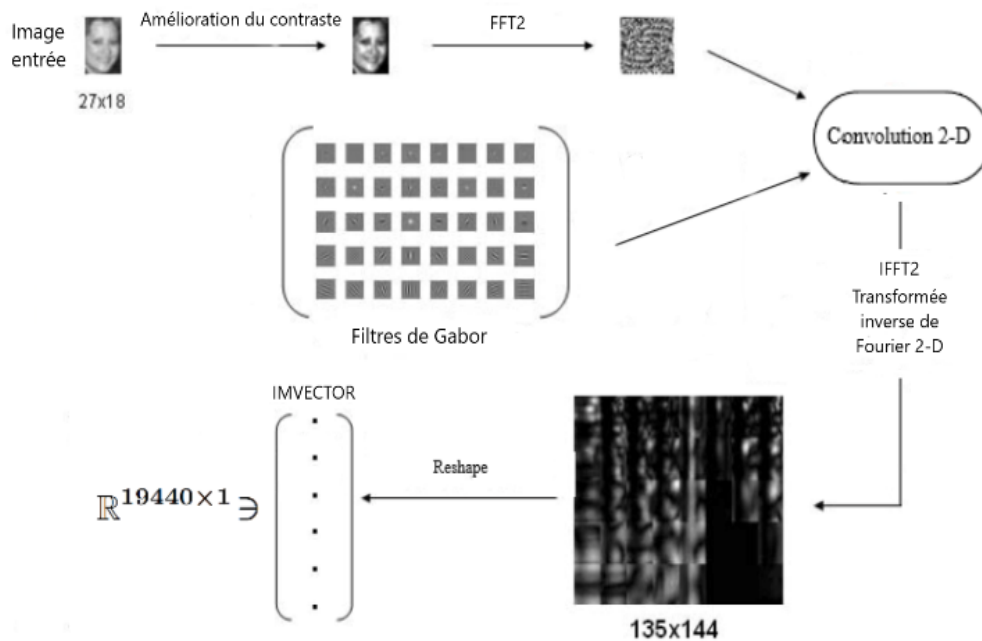 Image
entrée
Amélioration du contraste
FFT2
27x18
Convolution 2-D
Filtres de Gabor
IFFT2
Transformée
inverse de
Fourier 2-D
IMVECTOR
Reshape
ℝ^19440×1 ∋
135x144